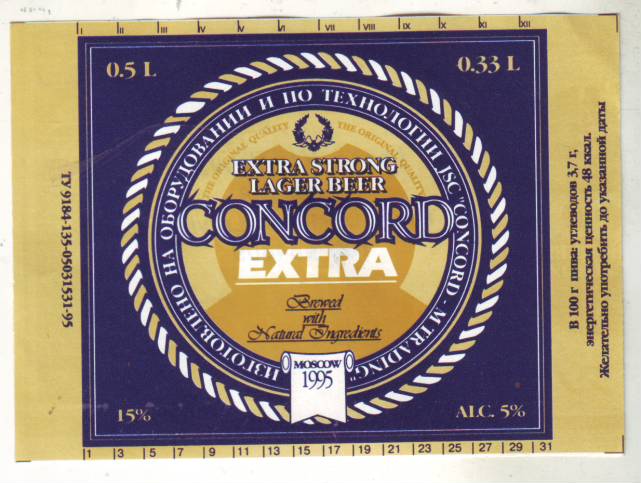 I II III IV V VI VII VIII IX X XI XII
0.5 L
0.33 L
ИЗГОТОВЛЕНО НА ОБОРУДОВАНИИ И ПО ТЕХНОЛОГИИ JSC "CONCORD - M TRADING"
THE ORIGINAL QUALITY THE ORIGINAL QUALITY
EXTRA STRONG
LAGER BEER
CONCORD
EXTRA
Brewed
with
Natural Ingredients
MOSCOW
1995
15%
ALC. 5%
1 3 5 7 9 11 13 15 17 19 21 23 25 27 29 31
ТУ 9184-135-05031531-95
В 100 г пива: углеводов 3,7 г,
энергетическая ценность 48 ккал.
Желательно употребить до указанной даты